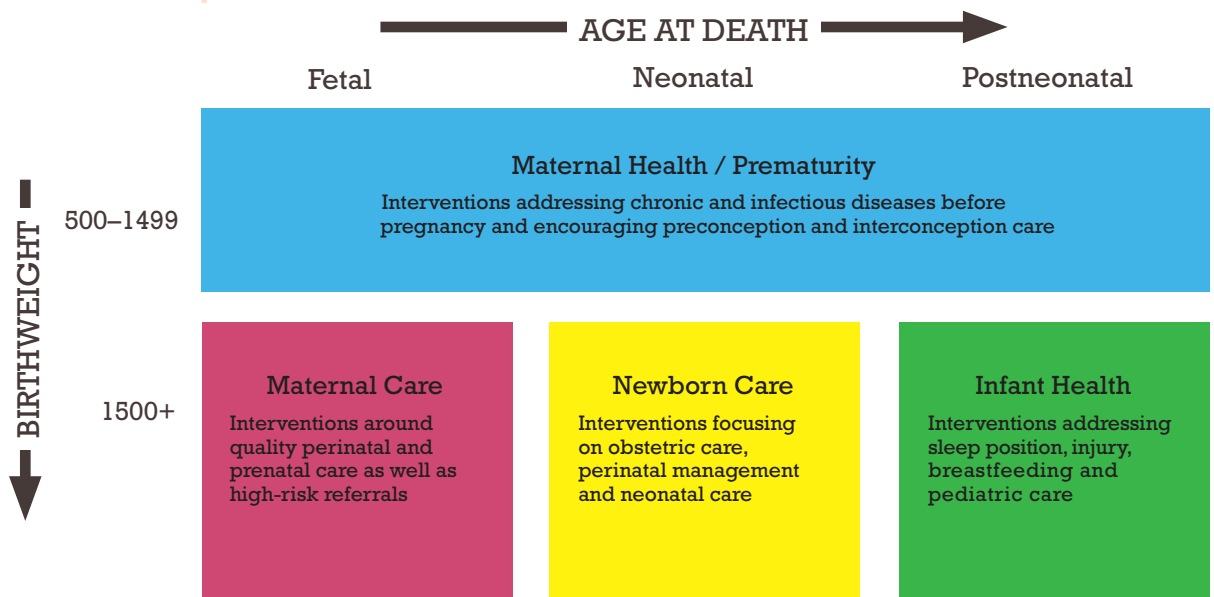 AGE AT DEATH
Fetal
Neonatal
Postneonatal
BIRTHWEIGHT
500–1499
Maternal Health / Prematurity
Interventions addressing chronic and infectious diseases before
pregnancy and encouraging preconception and interconception care
1500+
Maternal Care
Interventions around
quality perinatal and
prenatal care as well as
high-risk referrals
Newborn Care
Interventions focusing
on obstetric care,
perinatal management
and neonatal care
Infant Health
Interventions addressing
sleep position, injury,
breastfeeding and
pediatric care